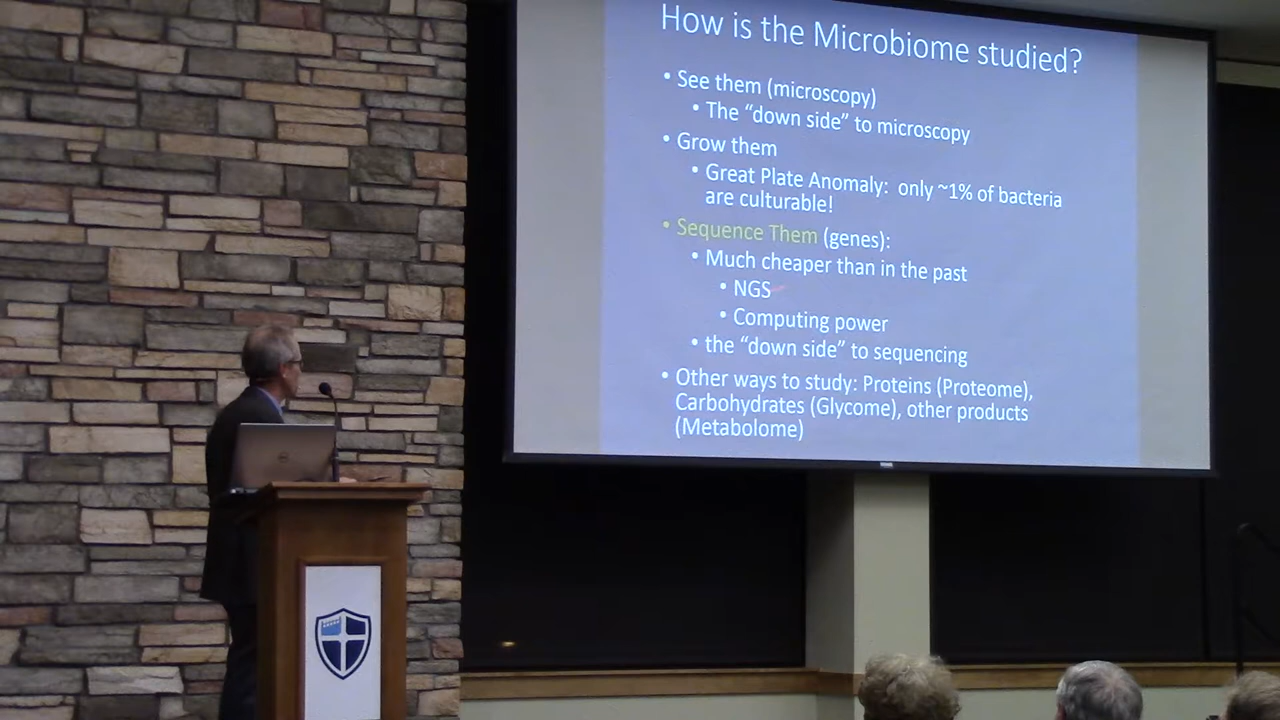 How is the Microbiome studied?
• See them (microscopy)
• The “down side” to microscopy
• Grow them
• Great Plate Anomaly: only ~1% of bacteria
are culturable!
• Sequence Them (genes):
• Much cheaper than in the past
• NGS
• Computing power
• the “down side” to sequencing
• Other ways to study: Proteins (Proteome),
Carbohydrates (Glycome), other products
(Metabolome)